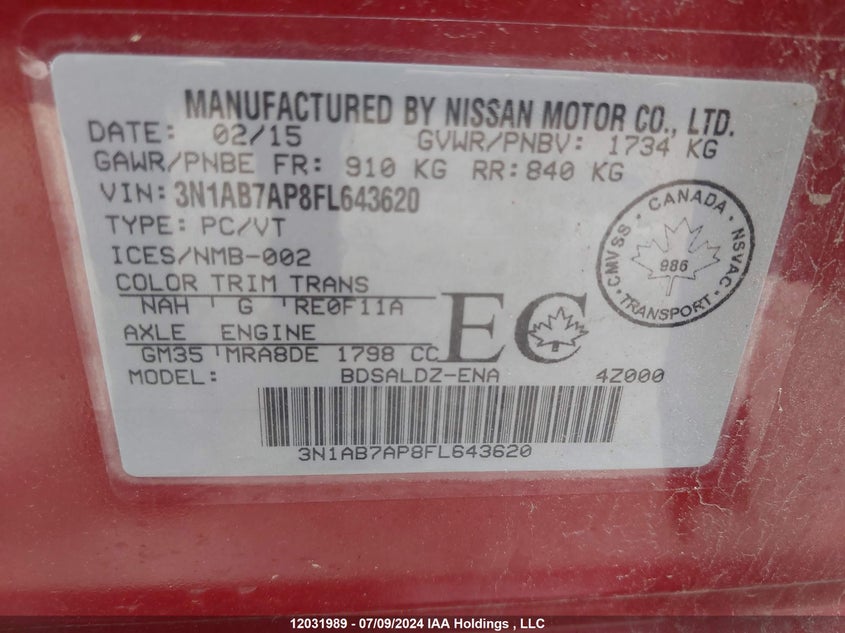 MANUFACTURED BY NISSAN MOTOR CO., LTD.
DATE: 02/15 GVWR/PNBV: 1734 KG
GAWR/PNBE FR: 910 KG RR: 840 KG
VIN: 3N1AB7AP8FL643620
TYPE: PC/VT
ICES/NMB-002
COLOR TRIM TRANS
NAH G RE0F11A
AXLE ENGINE
GM35 MRA8DE 1798 CC
MODEL: BDSALDZ-ENA 4Z000
EC
CMVSS • CANADA • NSVAC • TRANSPORT •
986
3N1AB7AP8FL643620
12031989 - 07/09/2024 IAA Holdings , LLC